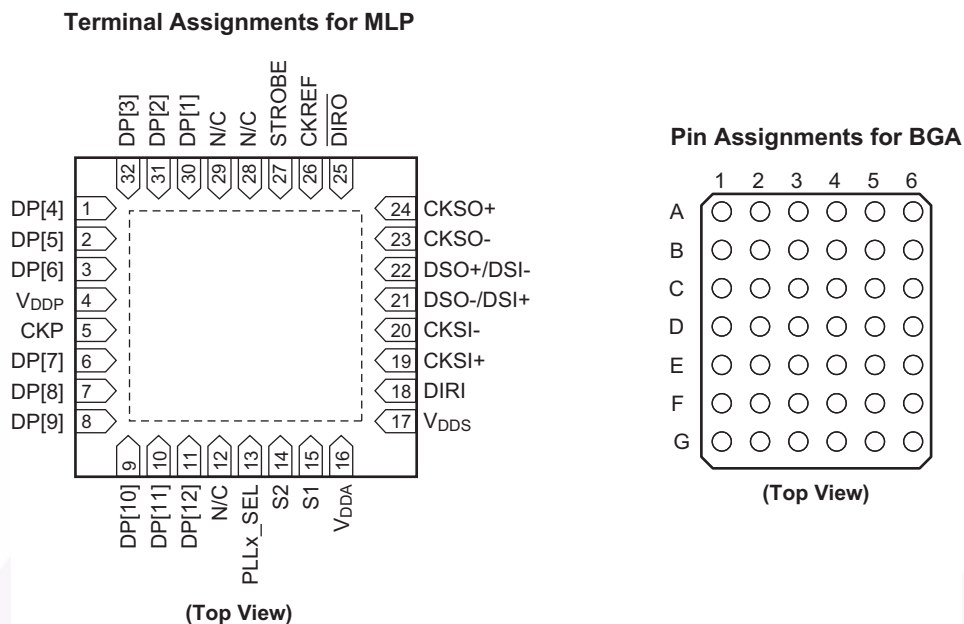 Terminal Assignments for MLP
DP[3] DP[2] DP[1] N/C N/C STROBE CKREF DIRO
32 31 30 29 28 27 26 25
DP[4] 1
DP[5] 2
DP[6] 3
VDDP 4
CKP 5
DP[7] 6
DP[8] 7
DP[9] 8
24 CKSO+
23 CKSO-
22 DSO+/DSI-
21 DSO-/DSI+
20 CKSI-
19 CKSI+
18 DIRI
17 VDDS
9 10 11 12 13 14 15 16
DP[10] DP[11] DP[12] N/C PLLx_SEL S2 S1 VDDA
(Top View)
Pin Assignments for BGA
1 2 3 4 5 6
A
B
C
D
E
F
G
(Top View)